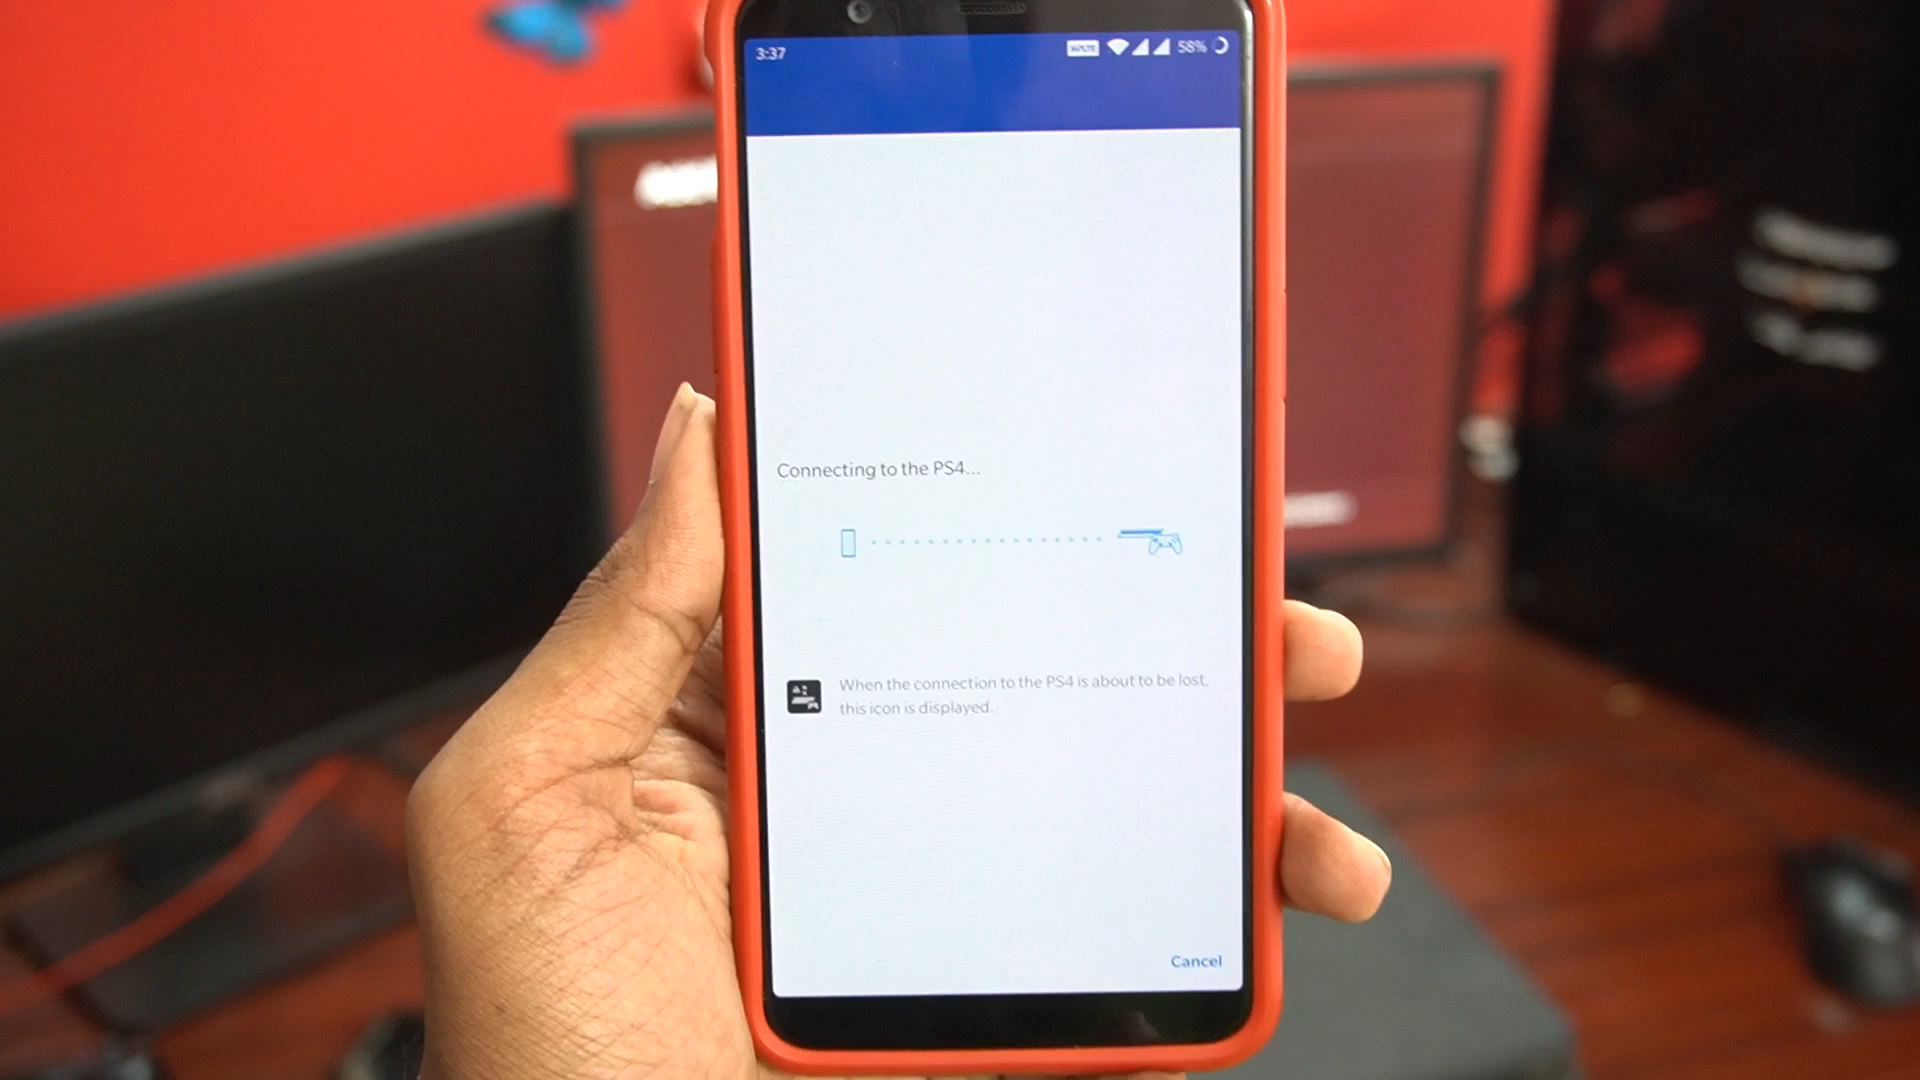 3:37
VoLTE 58%
Connecting to the PS4...
When the connection to the PS4 is about to be lost,
this icon is displayed.
Cancel